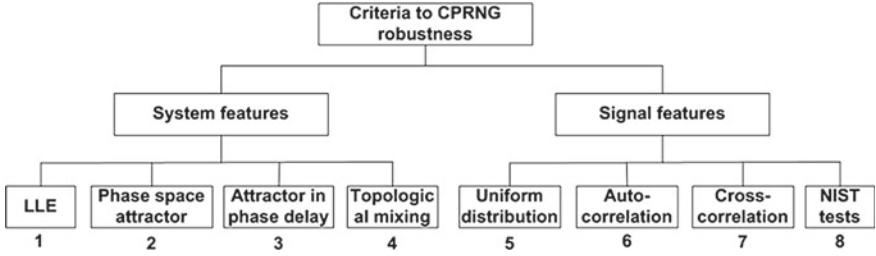 Criteria to CPRNG
robustness
System features
Signal features
LLE
Phase space
attractor
Attractor in
phase delay
Topologic
al mixing
Uniform
distribution
Auto-
correlation
Cross-
correlation
NIST
tests
1
2
3
4
5
6
7
8